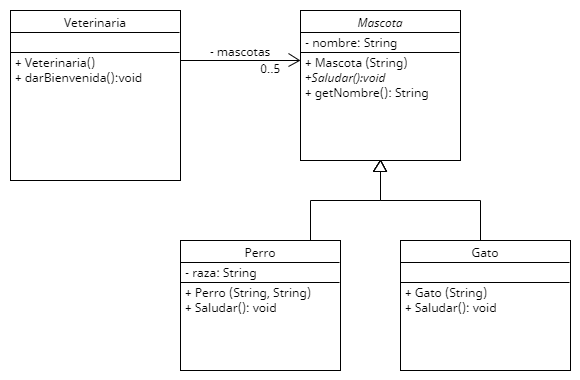 Veterinaria
+ Veterinaria()
+ darBienvenida():void
- mascotas
0..5
Mascota
- nombre: String
+ Mascota (String)
+Saludar():void
+ getNombre(): String
Perro
- raza: String
+ Perro (String, String)
+ Saludar(): void
Gato
+ Gato (String)
+ Saludar(): void